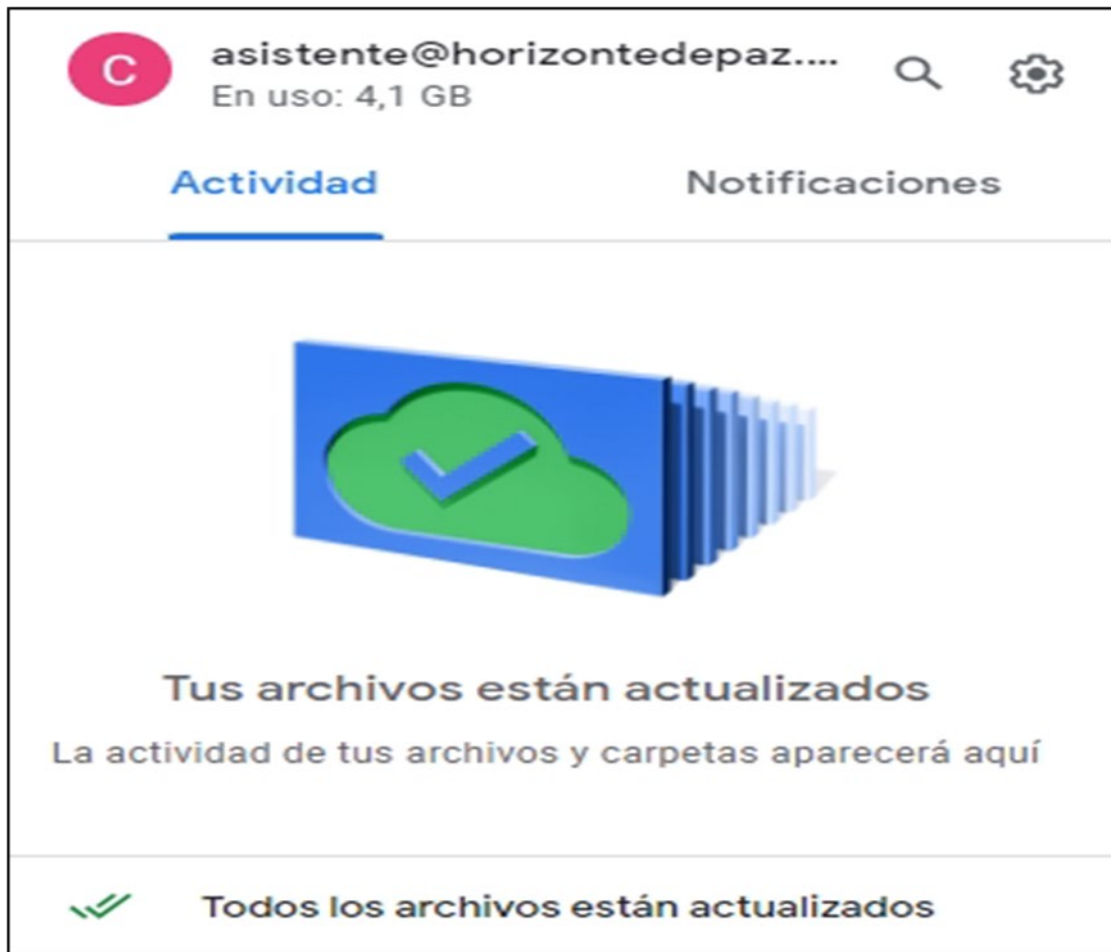 C
asistente@horizontedepaz....
En uso: 4,1 GB
Actividad
Notificaciones
Tus archivos están actualizados
La actividad de tus archivos y carpetas aparecerá aquí
Todos los archivos están actualizados